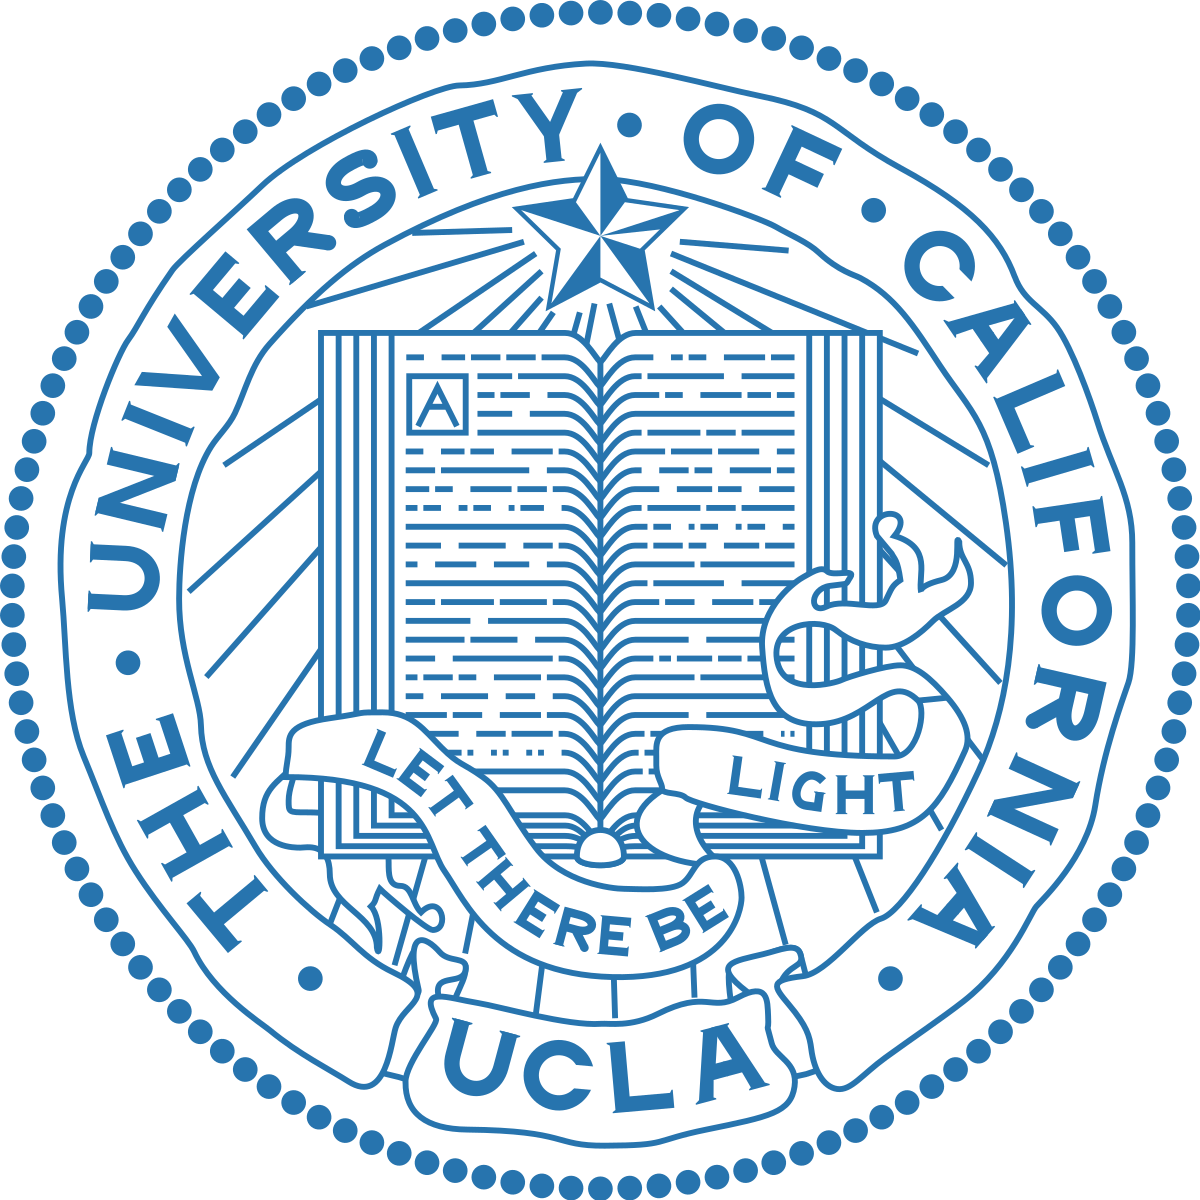 THE · UNIVERSITY · OF · CALIFORNIA
A
LET THERE BE
LIGHT
UCLA